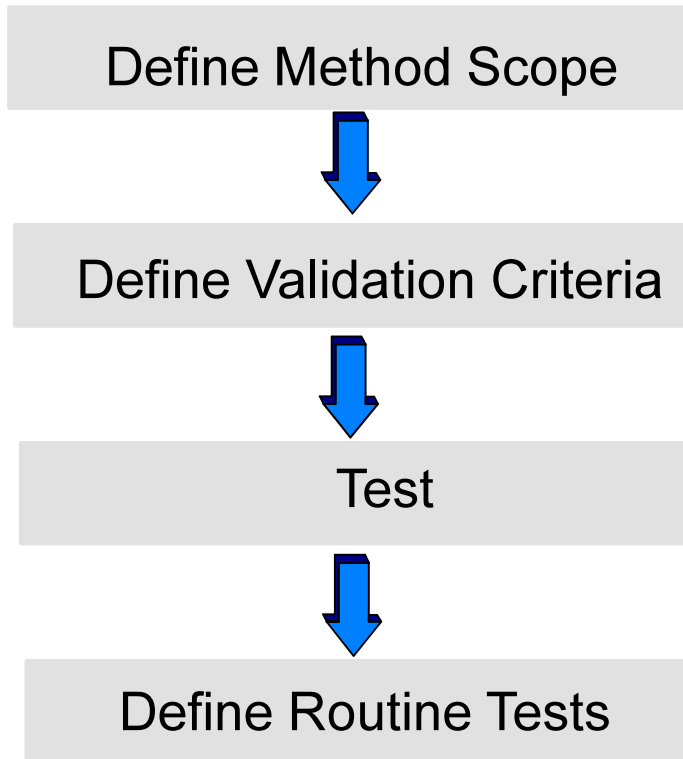 Define Method Scope
Define Validation Criteria
Test
Define Routine Tests